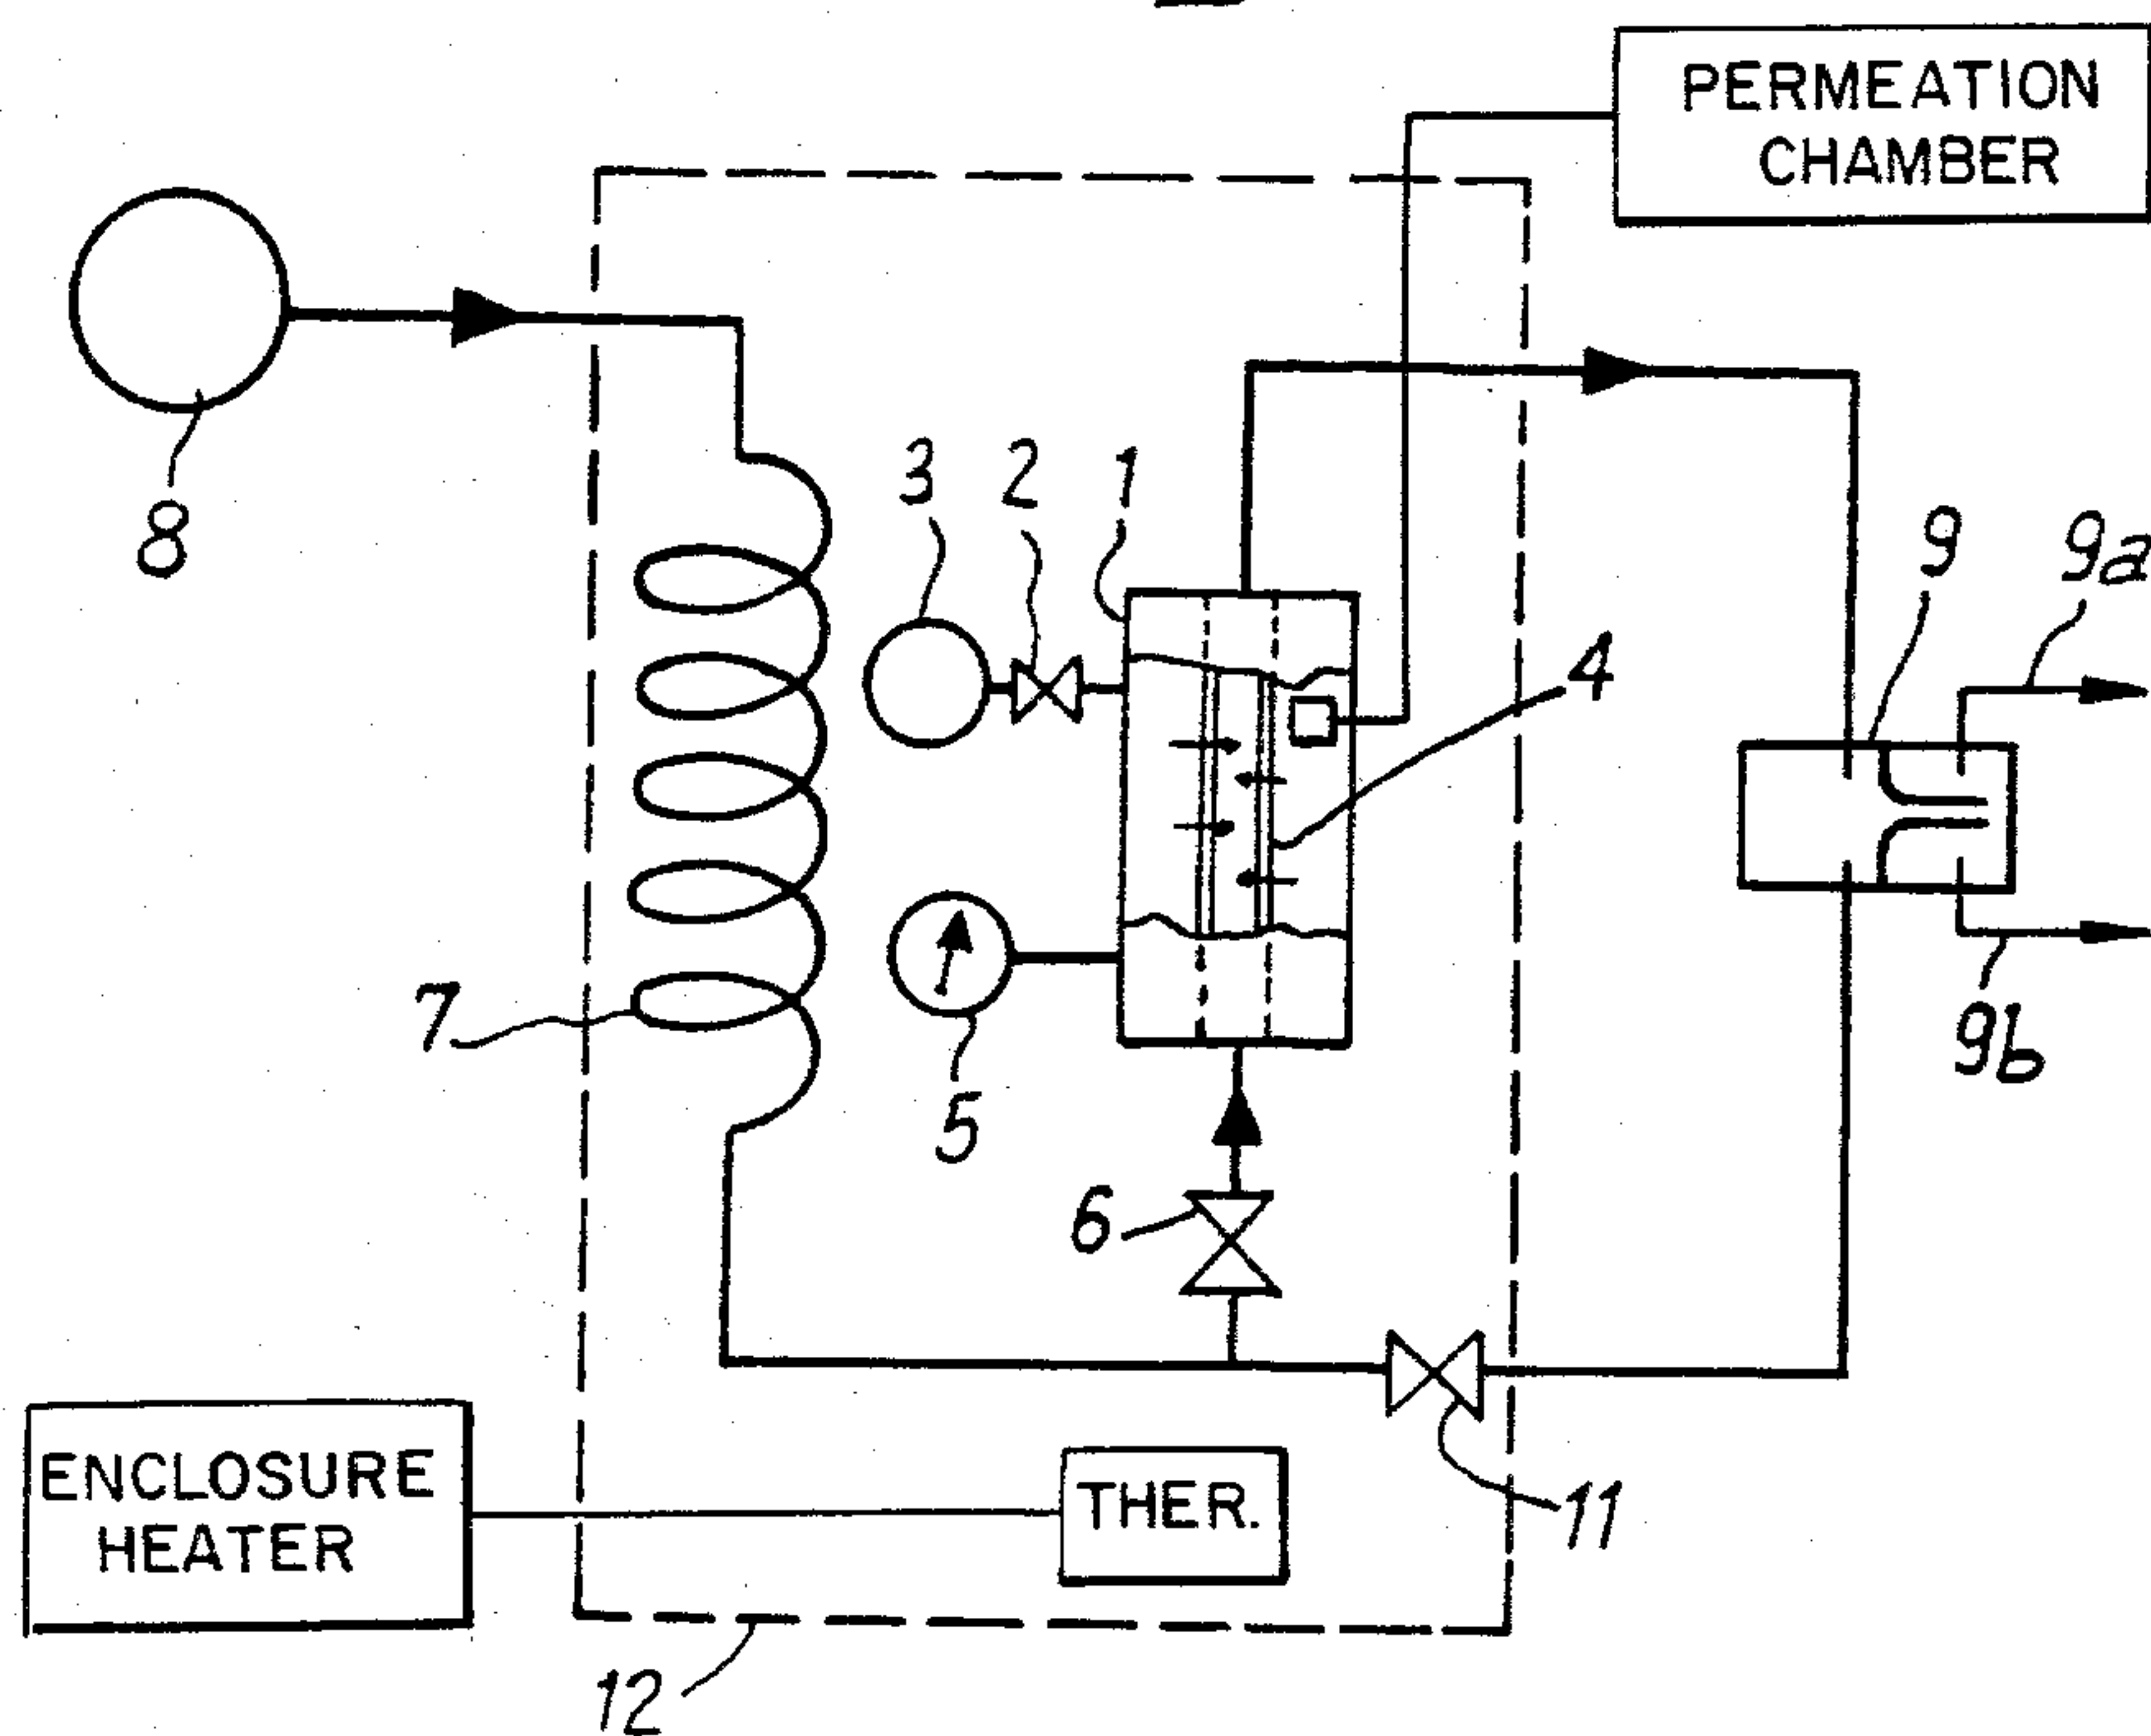 PERMEATION
CHAMBER
8
3 2 1
9 9a
4
7
5
9b
6
ENCLOSURE
HEATER
THER.
11
12